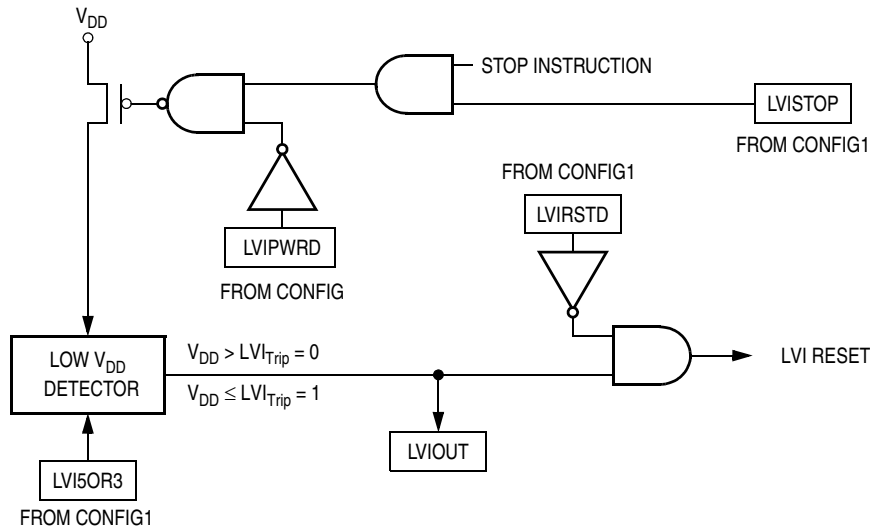 V_DD
STOP INSTRUCTION
LVISTOP
FROM CONFIG1
FROM CONFIG1
LVIRSTD
LVIPWRD
FROM CONFIG
LOW V_DD
DETECTOR
V_DD > LVI_Trip = 0
V_DD ≤ LVI_Trip = 1
LVI RESET
LVIOUT
LVI5OR3
FROM CONFIG1